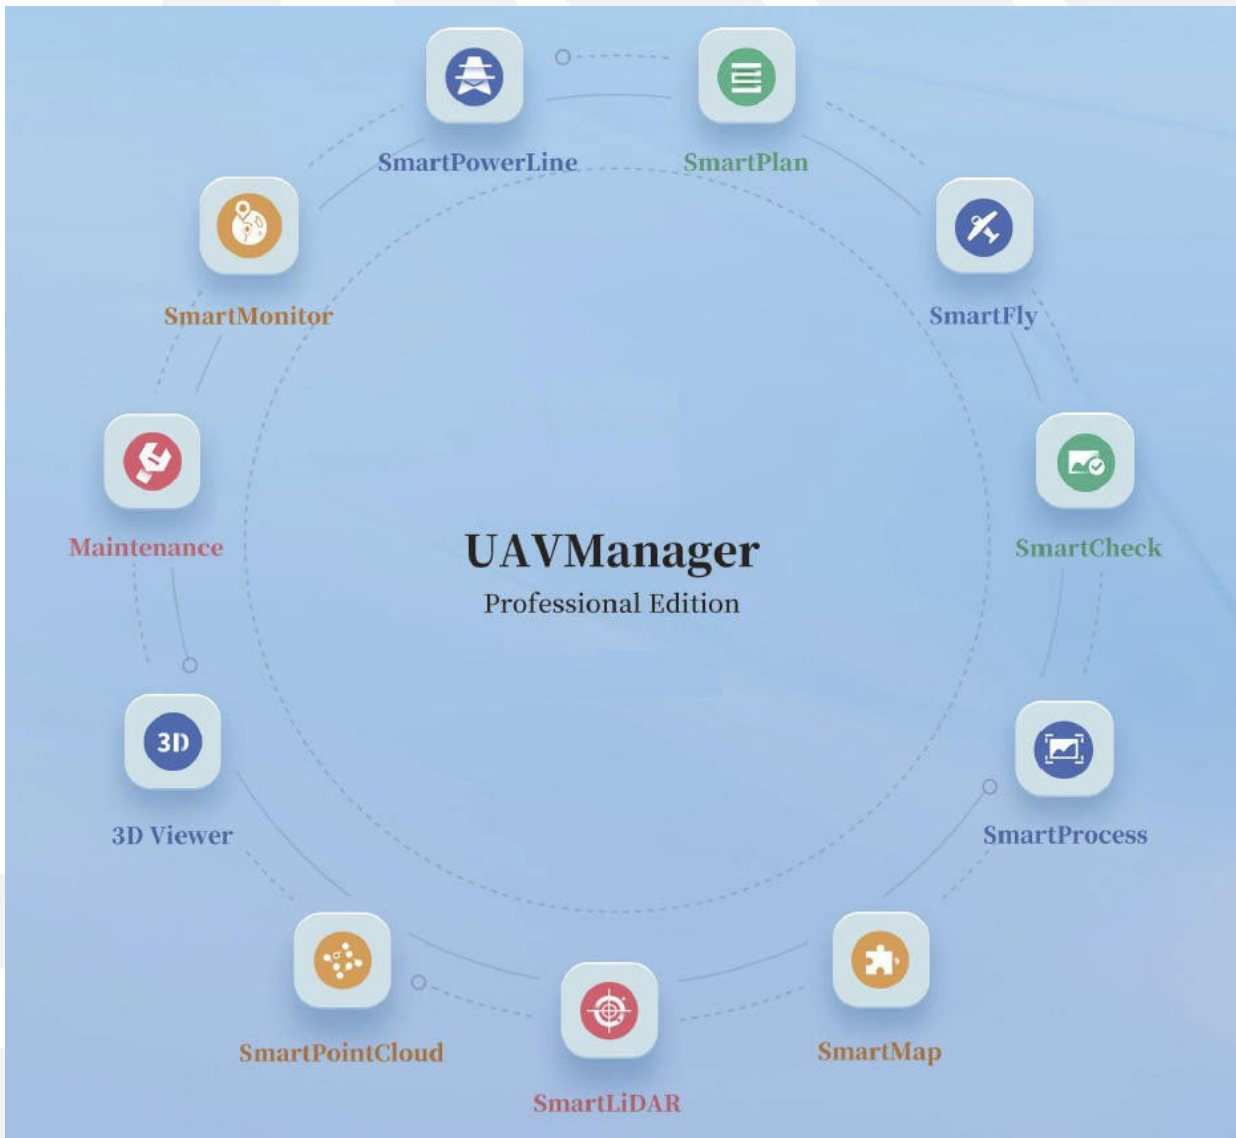 SmartPowerLine
SmartPlan
SmartMonitor
SmartFly
Maintenance
UAVManager
SmartCheck
Professional Edition
3D
3D Viewer
SmartProcess
SmartPointCloud
SmartMap
SmartLiDAR